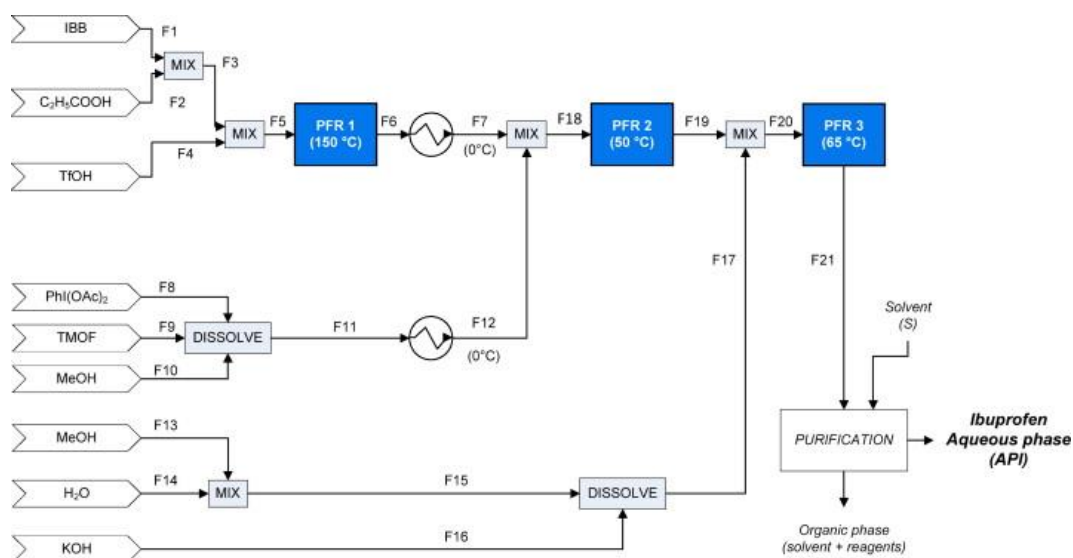 IBB
F1
MIX
F3
C₂H₅COOH
F2
MIX
F5
PFR 1
(150 °C)
F6
F7
(0°C)
MIX
F18
PFR 2
(50 °C)
F19
MIX
F20
PFR 3
(65 °C)
F4
TfOH
F17
F21
PhI(OAc)₂
F8
TMOF
F9
DISSOLVE
F11
F12
(0°C)
MeOH
F10
Solvent
(S)
MeOH
F13
PURIFICATION
Ibuprofen
Aqueous phase
(API)
H₂O
F14
MIX
F15
DISSOLVE
KOH
F16
Organic phase
(solvent + reagents)